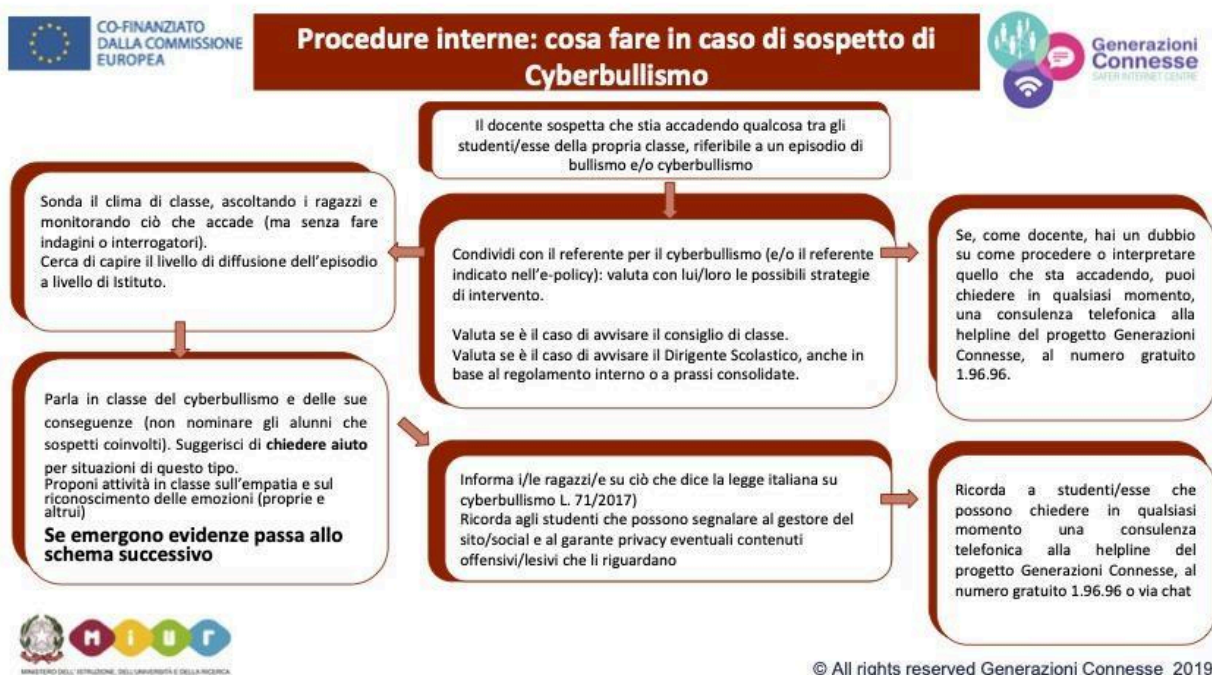 CO-FINANZIATO
DALLA COMMISSIONE
EUROPEA
Procedure interne: cosa fare in caso di sospetto di
Cyberbullismo
Generazioni
Connesse
SAFER INTERNET CENTRE
Il docente sospetta che stia accadendo qualcosa tra gli
studenti/esse della propria classe, riferibile a un episodio di
bullismo e/o cyberbullismo
Sonda il clima di classe, ascoltando i ragazzi e
monitorando ciò che accade (ma senza fare
indagini o interrogatori).
Cerca di capire il livello di diffusione dell'episodio
a livello di Istituto.
Condividi con il referente per il cyberbullismo (e/o il referente
indicato nell'e-policy): valuta con lui/loro le possibili strategie
di intervento.
Valuta se è il caso di avvisare il consiglio di classe.
Valuta se è il caso di avvisare il Dirigente Scolastico, anche in
base al regolamento interno o a prassi consolidate.
Se, come docente, hai un dubbio
su come procedere o interpretare
quello che sta accadendo, puoi
chiedere in qualsiasi momento,
una consulenza telefonica alla
helpline del progetto Generazioni
Connesse, al numero gratuito
1.96.96.
Parla in classe del cyberbullismo e delle sue
conseguenze (non nominare gli alunni che
sospetti coinvolti). Suggerisci di chiedere aiuto
per situazioni di questo tipo.
Proponi attività in classe sull'empatia e sul
riconoscimento delle emozioni (proprie e
altrui)
Se emergono evidenze passa allo
schema successivo
Informa i/le ragazzi/e su ciò che dice la legge italiana su
cyberbullismo L. 71/2017)
Ricorda agli studenti che possono segnalare al gestore del
sito/social e al garante privacy eventuali contenuti
offensivi/lesivi che li riguardano
Ricorda a studenti/esse che
possono chiedere in qualsiasi
momento una consulenza
telefonica alla helpline del
progetto Generazioni Connesse, al
numero gratuito 1.96.96 o via chat
MIUR
MINISTERO DELL'ISTRUZIONE, DELL'UNIVERSITÀ E DELLA RICERCA
© All rights reserved Generazioni Connesse 2019